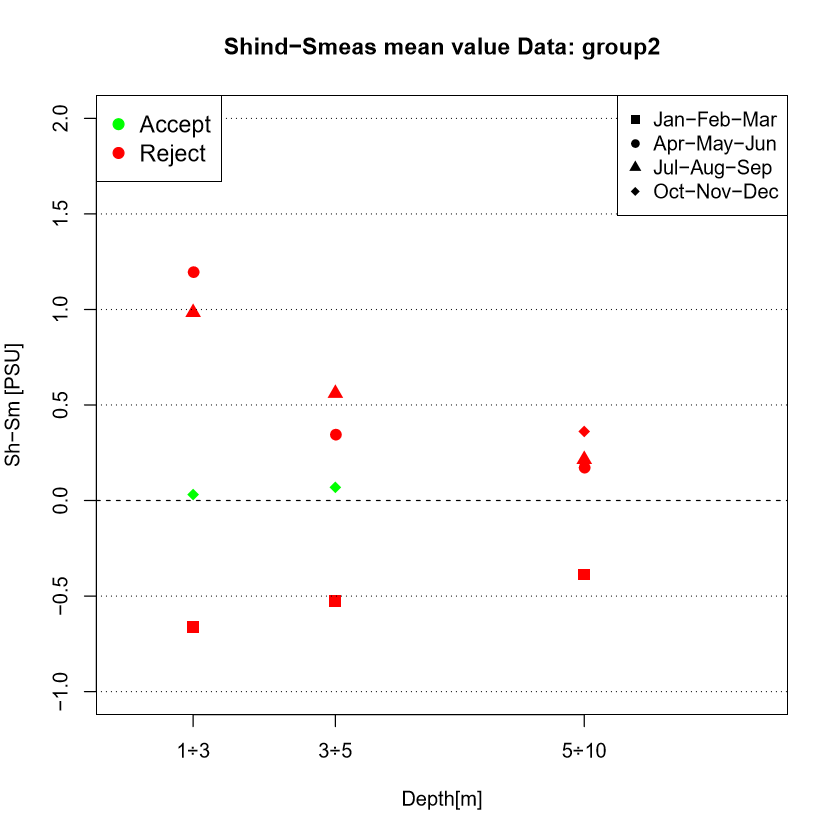 Shind−Smeas mean value Data: group2
Accept
Reject
Jan−Feb−Mar
Apr−May−Jun
Jul−Aug−Sep
Oct−Nov−Dec
2.0
1.5
1.0
0.5
0.0
−0.5
−1.0
Sh−Sm [PSU]
1÷3 3÷5 5÷10
Depth[m]